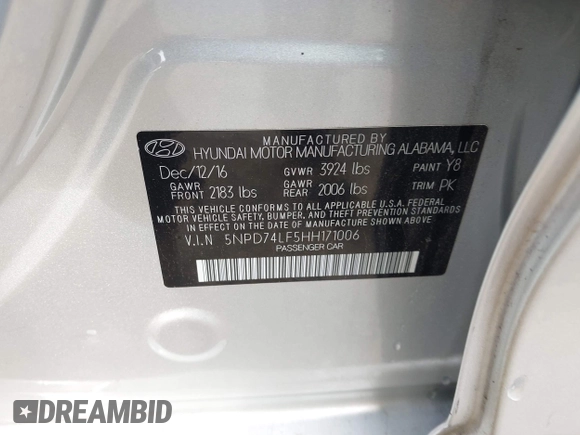 MANUFACTURED BY
HYUNDAI MOTOR MANUFACTURING ALABAMA, LLC
Dec/12/16 GVWR 3924 lbs PAINT Y8
GAWR FRONT 2183 lbs GAWR REAR 2006 lbs TRIM PK
THIS VEHICLE CONFORMS TO ALL APPLICABLE U.S.A. FEDERAL
MOTOR VEHICLE SAFETY, BUMPER, AND THEFT PREVENTION
STANDARDS IN EFFECT ON THE DATE OF MANUFACTURE SHOWN ABOVE.
V.I.N 5NPD74LF5HH171006
PASSENGER CAR
DREAMBID